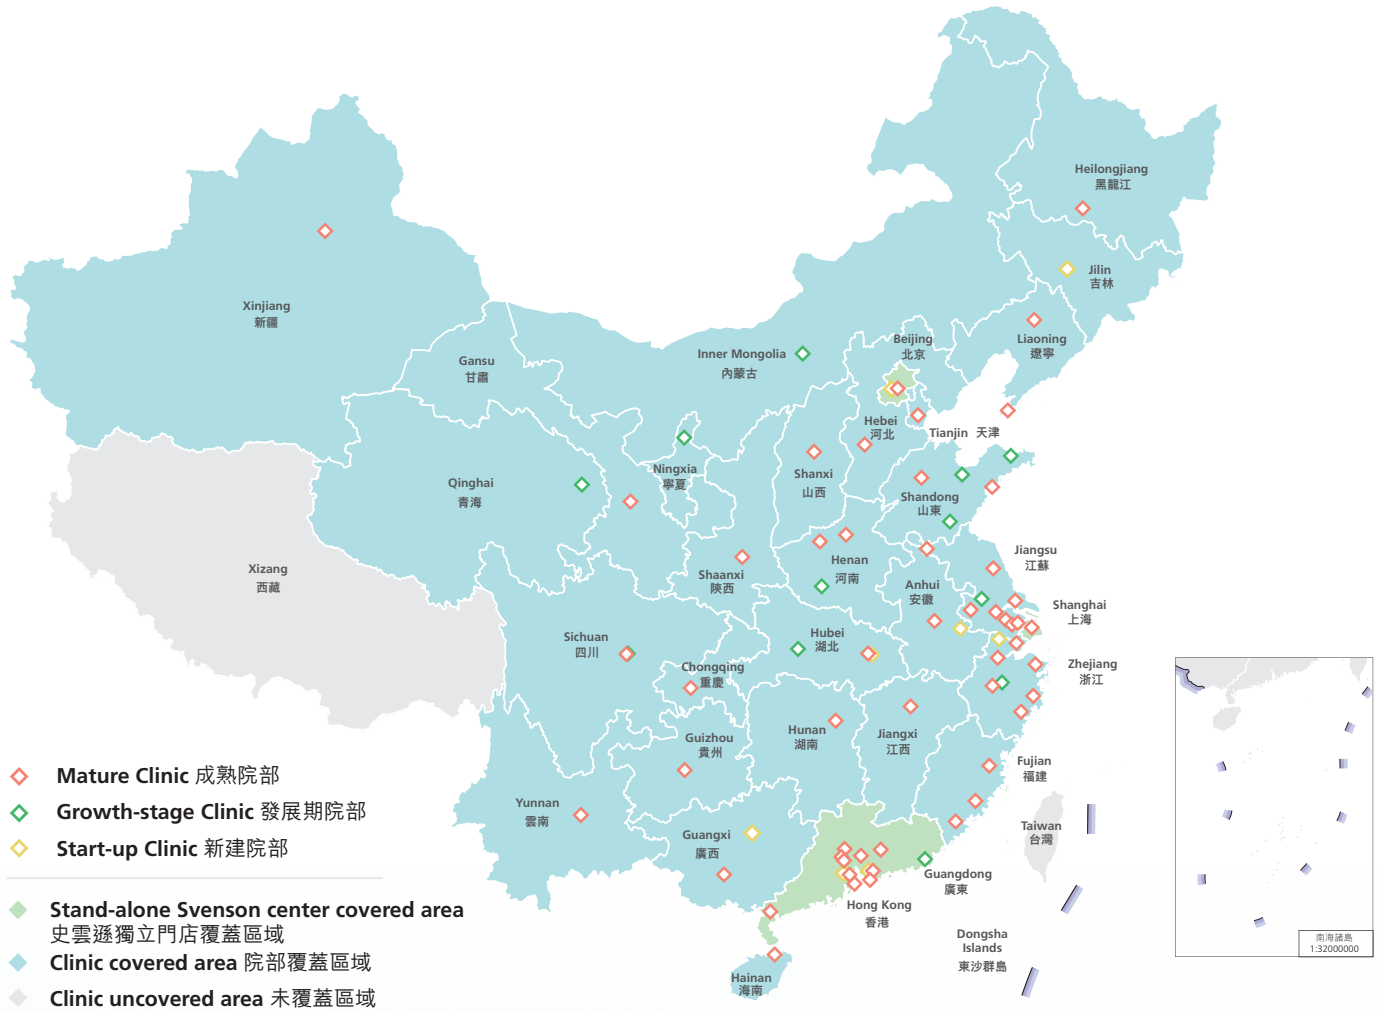 Heilongjiang
黑龍江
Jilin
吉林
Liaoning
遼寧
Xinjiang
新疆
Gansu
甘肅
Inner Mongolia
內蒙古
Beijing
北京
Hebei
河北
Tianjin 天津
Ningxia
寧夏
Shanxi
山西
Qinghai
青海
Shandong
山東
Xizang
西藏
Shaanxi
陝西
Henan
河南
Jiangsu
江蘇
Anhui
安徽
Shanghai
上海
Sichuan
四川
Hubei
湖北
Chongqing
重慶
Zhejiang
浙江
Guizhou
貴州
Hunan
湖南
Jiangxi
江西
Fujian
福建
Yunnan
雲南
Guangxi
廣西
Taiwan
台灣
Guangdong
廣東
Hong Kong
香港
Dongsha
Islands
東沙群島
Hainan
海南
Mature Clinic 成熟院部
Growth-stage Clinic 發展期院部
Start-up Clinic 新建院部
Stand-alone Svenson center covered area
史雲遜獨立門店覆蓋區域
Clinic covered area 院部覆蓋區域
Clinic uncovered area 未覆蓋區域
南海諸島
1:32000000